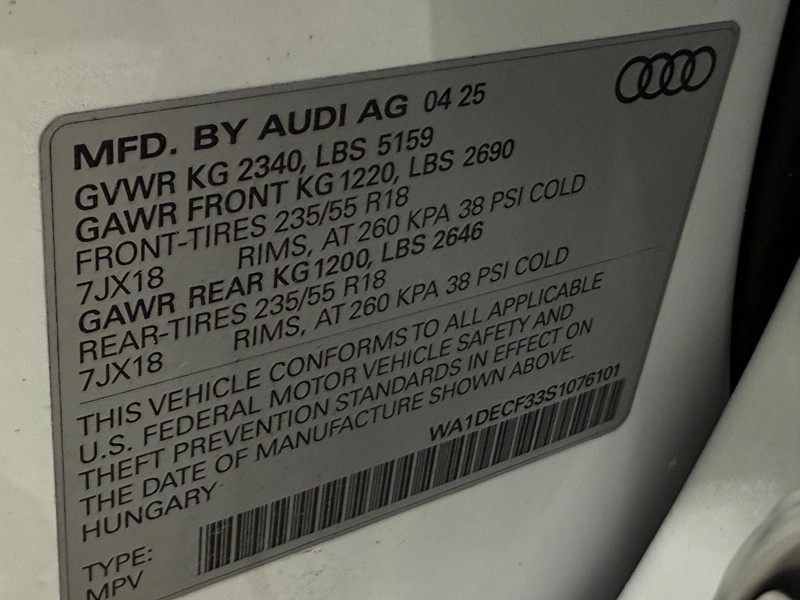 MFD. BY AUDI AG 04 25
GVWR KG 2340, LBS 5159
GAWR FRONT KG 1220, LBS 2690
FRONT-TIRES 235/55 R18
7JX18 RIMS, AT 260 KPA 38 PSI COLD
GAWR REAR KG 1200, LBS 2646
REAR-TIRES 235/55 R18
7JX18 RIMS, AT 260 KPA 38 PSI COLD
THIS VEHICLE CONFORMS TO ALL APPLICABLE
U.S. FEDERAL MOTOR VEHICLE SAFETY AND
THEFT PREVENTION STANDARDS IN EFFECT ON
THE DATE OF MANUFACTURE SHOWN ABOVE.
HUNGARY WA1DECF33S1076101
TYPE:
MPV